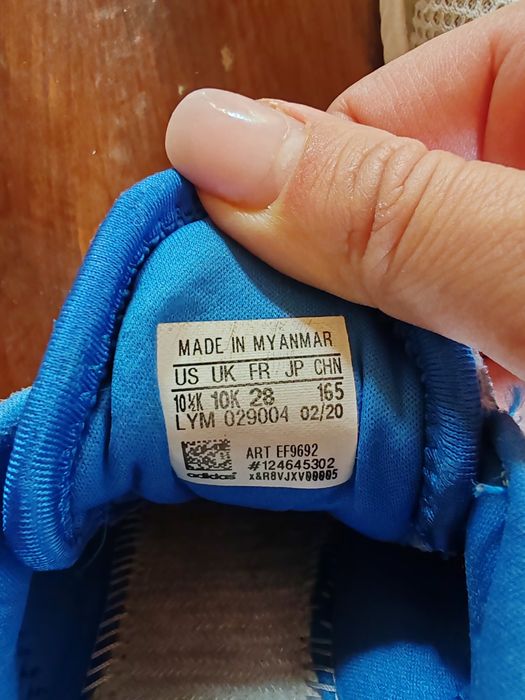 MADE IN MYANMAR
US UK FR JP CHN
10½K 10K 28 165
LYM 029004 02/20
ART EF9692
#124645302
x&R8VJXV00005
adidas